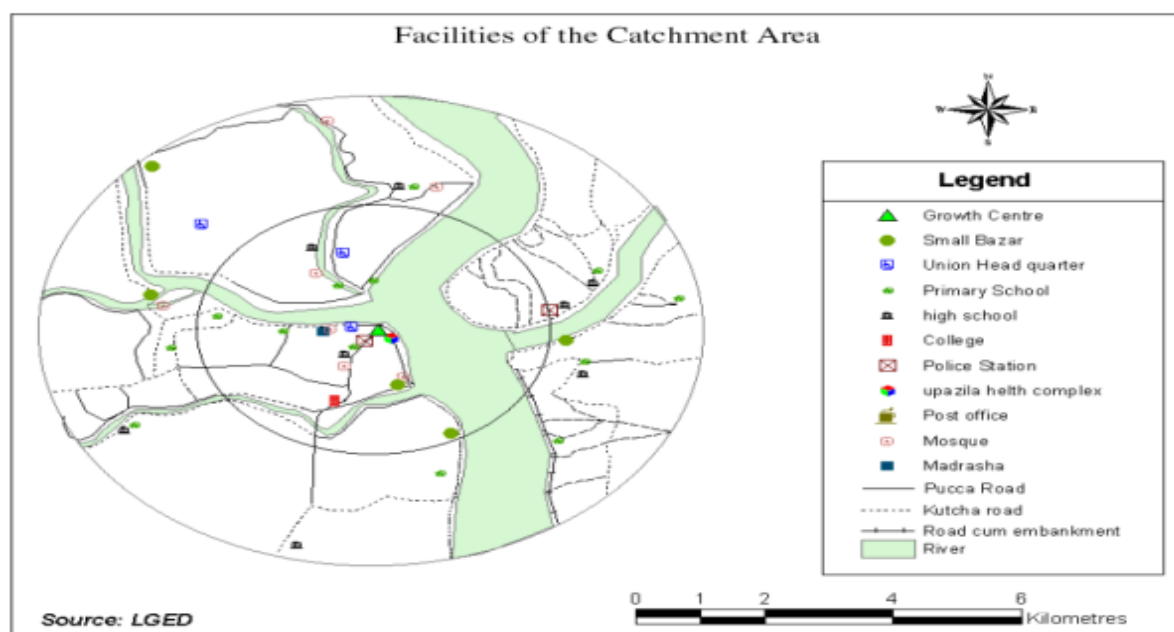 Facilities of the Catchment Area
N
W E
S
Legend
Growth Centre
Small Bazar
Union Head quarter
Primary School
high school
College
Police Station
upazila helth complex
Post office
Mosque
Madrasha
Pucca Road
Kutcha road
Road cum embankment
River
0 1 2 4 6
Kilometres
Source: LGED